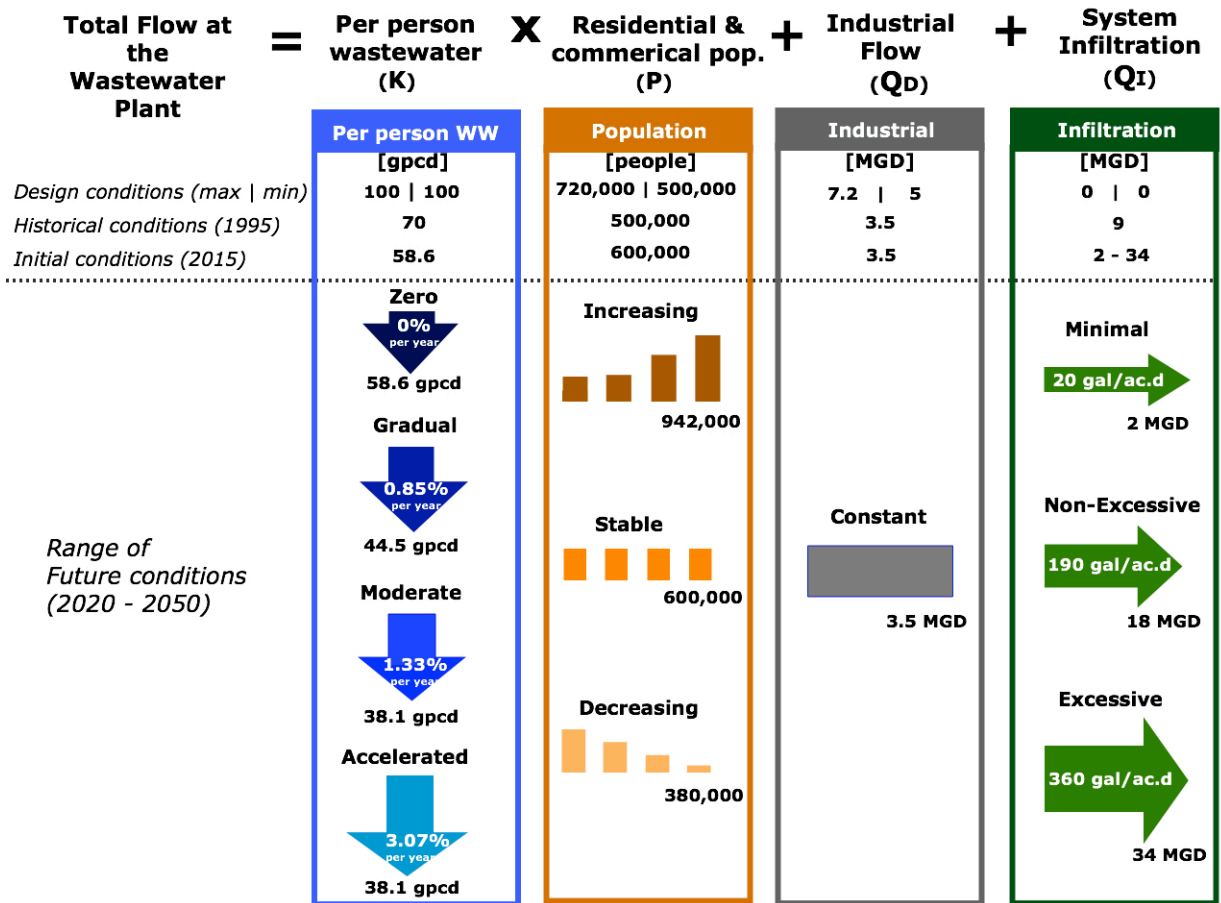 Total Flow at
the
Wastewater
Plant
=
Per person
wastewater
(K)
X
Residential &
commerical pop.
(P)
+
Industrial
Flow
(QD)
+
System
Infiltration
(QI)
Per person WW
Population
Industrial
Infiltration
[gpcd]
[people]
[MGD]
[MGD]
Design conditions (max | min)
100 | 100
720,000 | 500,000
7.2 | 5
0 | 0
Historical conditions (1995)
70
500,000
3.5
9
Initial conditions (2015)
58.6
600,000
3.5
2 - 34
Range of
Future conditions
(2020 - 2050)
Zero
0%
per year
58.6 gpcd
Gradual
0.85%
per year
44.5 gpcd
Moderate
1.33%
per year
38.1 gpcd
Accelerated
3.07%
per year
38.1 gpcd
Increasing
942,000
Stable
600,000
Decreasing
380,000
Constant
3.5 MGD
Minimal
20 gal/ac.d
2 MGD
Non-Excessive
190 gal/ac.d
18 MGD
Excessive
360 gal/ac.d
34 MGD